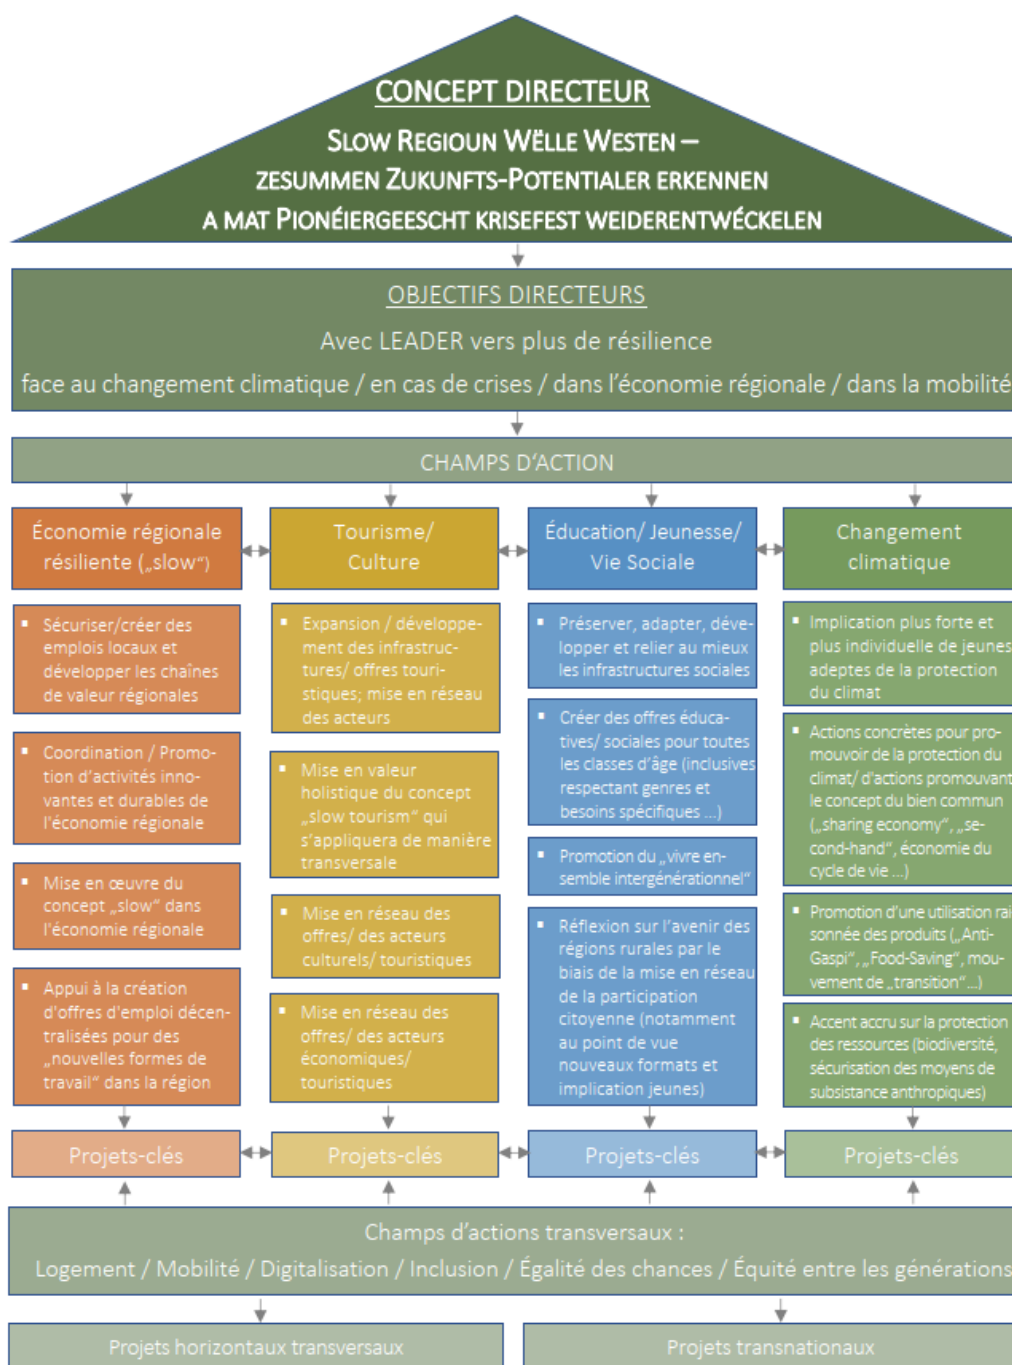 CONCEPT DIRECTEUR
SLOW REGIOUN WËLLE WESTEN –
ZESUMMEN ZUKUNFTS-POTENTIALER ERKENNEN
A MAT PIONÉIERGEESCHT KRISEFEST WEIDERENTWÉCKELEN
OBJECTIFS DIRECTEURS
Avec LEADER vers plus de résilience
face au changement climatique / en cas de crises / dans l'économie régionale / dans la mobilité
CHAMPS D'ACTION
Économie régionale
résiliente („slow“)
▪ Sécuriser/créer des
emplois locaux et
développer les chaînes
de valeur régionales
▪ Coordination / Promo-
tion d'activités inno-
vantes et durables de
l'économie régionale
▪ Mise en œuvre du
concept „slow“ dans
l'économie régionale
▪ Appui à la création
d'offres d'emploi décen-
tralisées pour des
„nouvelles formes de
travail“ dans la région
Projets-clés
Tourisme/
Culture
▪ Expansion / développe-
ment des infrastruc-
tures/ offres touri-
stiques; mise en réseau
des acteurs
▪ Mise en valeur
holistique du concept
„slow tourism“ qui
s'appliquera de manière
transversale
▪ Mise en réseau des
offres/ des acteurs
culturels/ touristiques
▪ Mise en réseau des
offres/ des acteurs
économiques/
touristiques
Projets-clés
Éducation/ Jeunesse/
Vie Sociale
▪ Préserver, adapter, déve-
lopper et relier au mieux
les infrastructures sociales
▪ Créer des offres éduca-
tives/ sociales pour toutes
les classes d'âge (inclusives
respectant genres et
besoins spécifiques ...)
▪ Promotion du „vivre en-
semble intergénérationnel“
▪ Réflexion sur l'avenir des
régions rurales par le
biais de la mise en réseau
de la participation
citoyenne (notamment
au point de vue
nouveaux formats et
implication jeunes)
Projets-clés
Changement
climatique
▪ Implication plus forte et
plus individuelle de jeunes
adeptes de la protection
du climat
▪ Actions concrètes pour pro-
mouvoir de la protection du
climat/ d'actions promouvant
le concept du bien commun
(„sharing economy“, „se-
cond-hand“, économie du
cycle de vie ...)
▪ Promotion d'une utilisation rai
sonnée des produits („Anti-
Gaspi“, „Food-Saving“, mou-
vement de „transition“...)
▪ Accent accru sur la protection
des ressources (biodiversité,
sécurisation des moyens de
subsistance anthropiques)
Projets-clés
Champs d'actions transversaux :
Logement / Mobilité / Digitalisation / Inclusion / Égalité des chances / Équité entre les générations
Projets horizontaux transversaux
Projets transnationaux